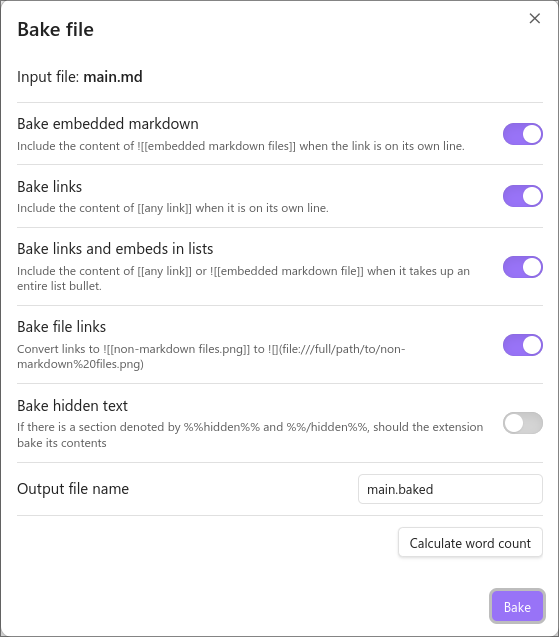 Bake file
Input file: main.md
Bake embedded markdown
Include the content of ![[embedded markdown files]] when the link is on its own line.
Bake links
Include the content of [[any link]] when it is on its own line.
Bake links and embeds in lists
Include the content of [[any link]] or ![[embedded markdown file]] when it takes up an
entire list bullet.
Bake file links
Convert links to ![[non-markdown files.png]] to ![](file:///full/path/to/non-
markdown%20files.png)
Bake hidden text
If there is a section denoted by %%hidden%% and %%/hidden%%, should the extension
bake its contents
Output file name
main.baked
Calculate word count
Bake